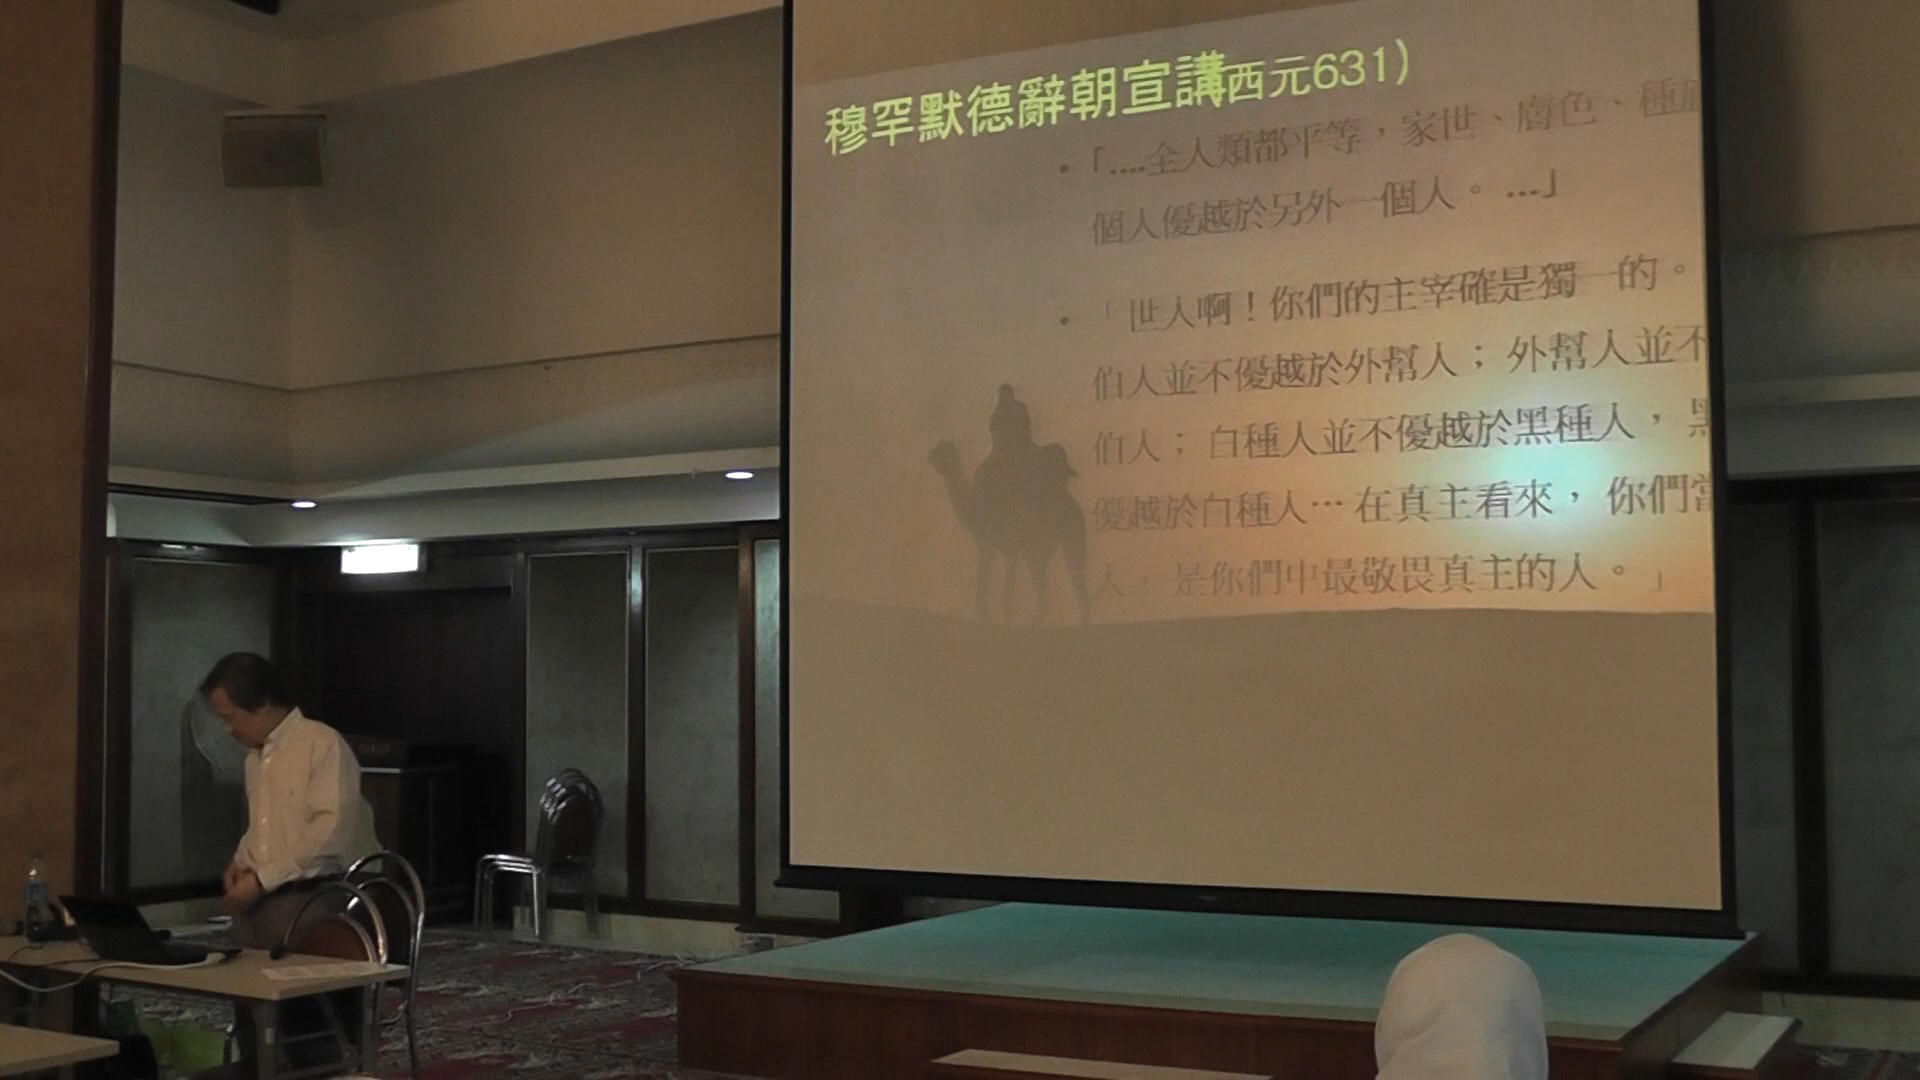 穆罕默德辭朝宣講西元631)
•「....全人類都平等，家世、膚色、種族
個人優越於另外一個人。...」
•「世人啊！你們的主宰確是獨一的。
伯人並不優越於外幫人；外幫人並不
伯人；白種人並不優越於黑種人，黑
優越於白種人…在真主看來，你們當
人，是你們中最敬畏真主的人。」